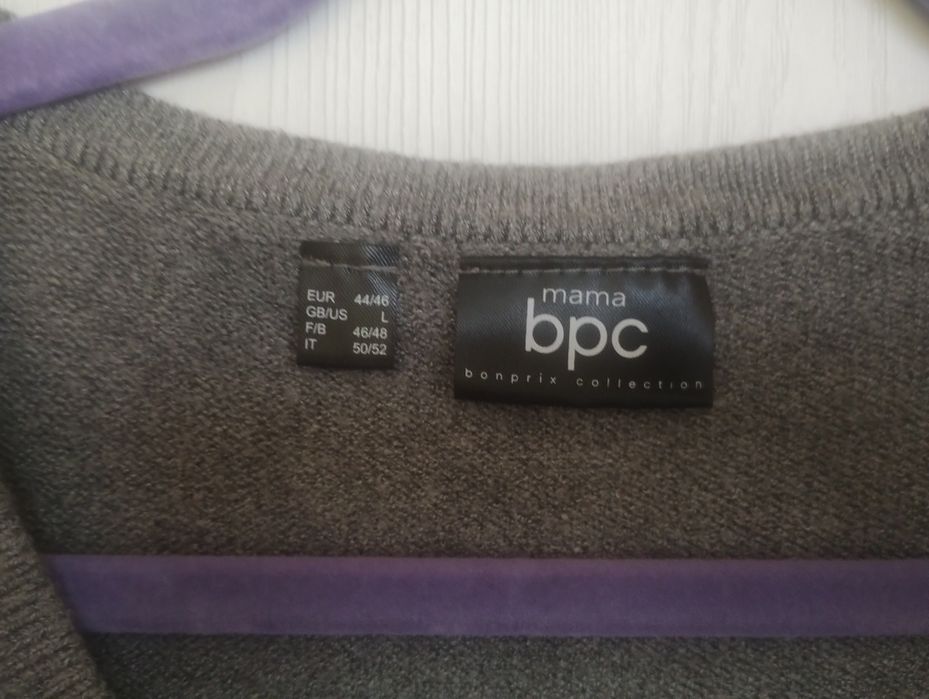 EUR 44/46
GB/US L
F/B 46/48
IT 50/52
mama
bpc
bonprix collection